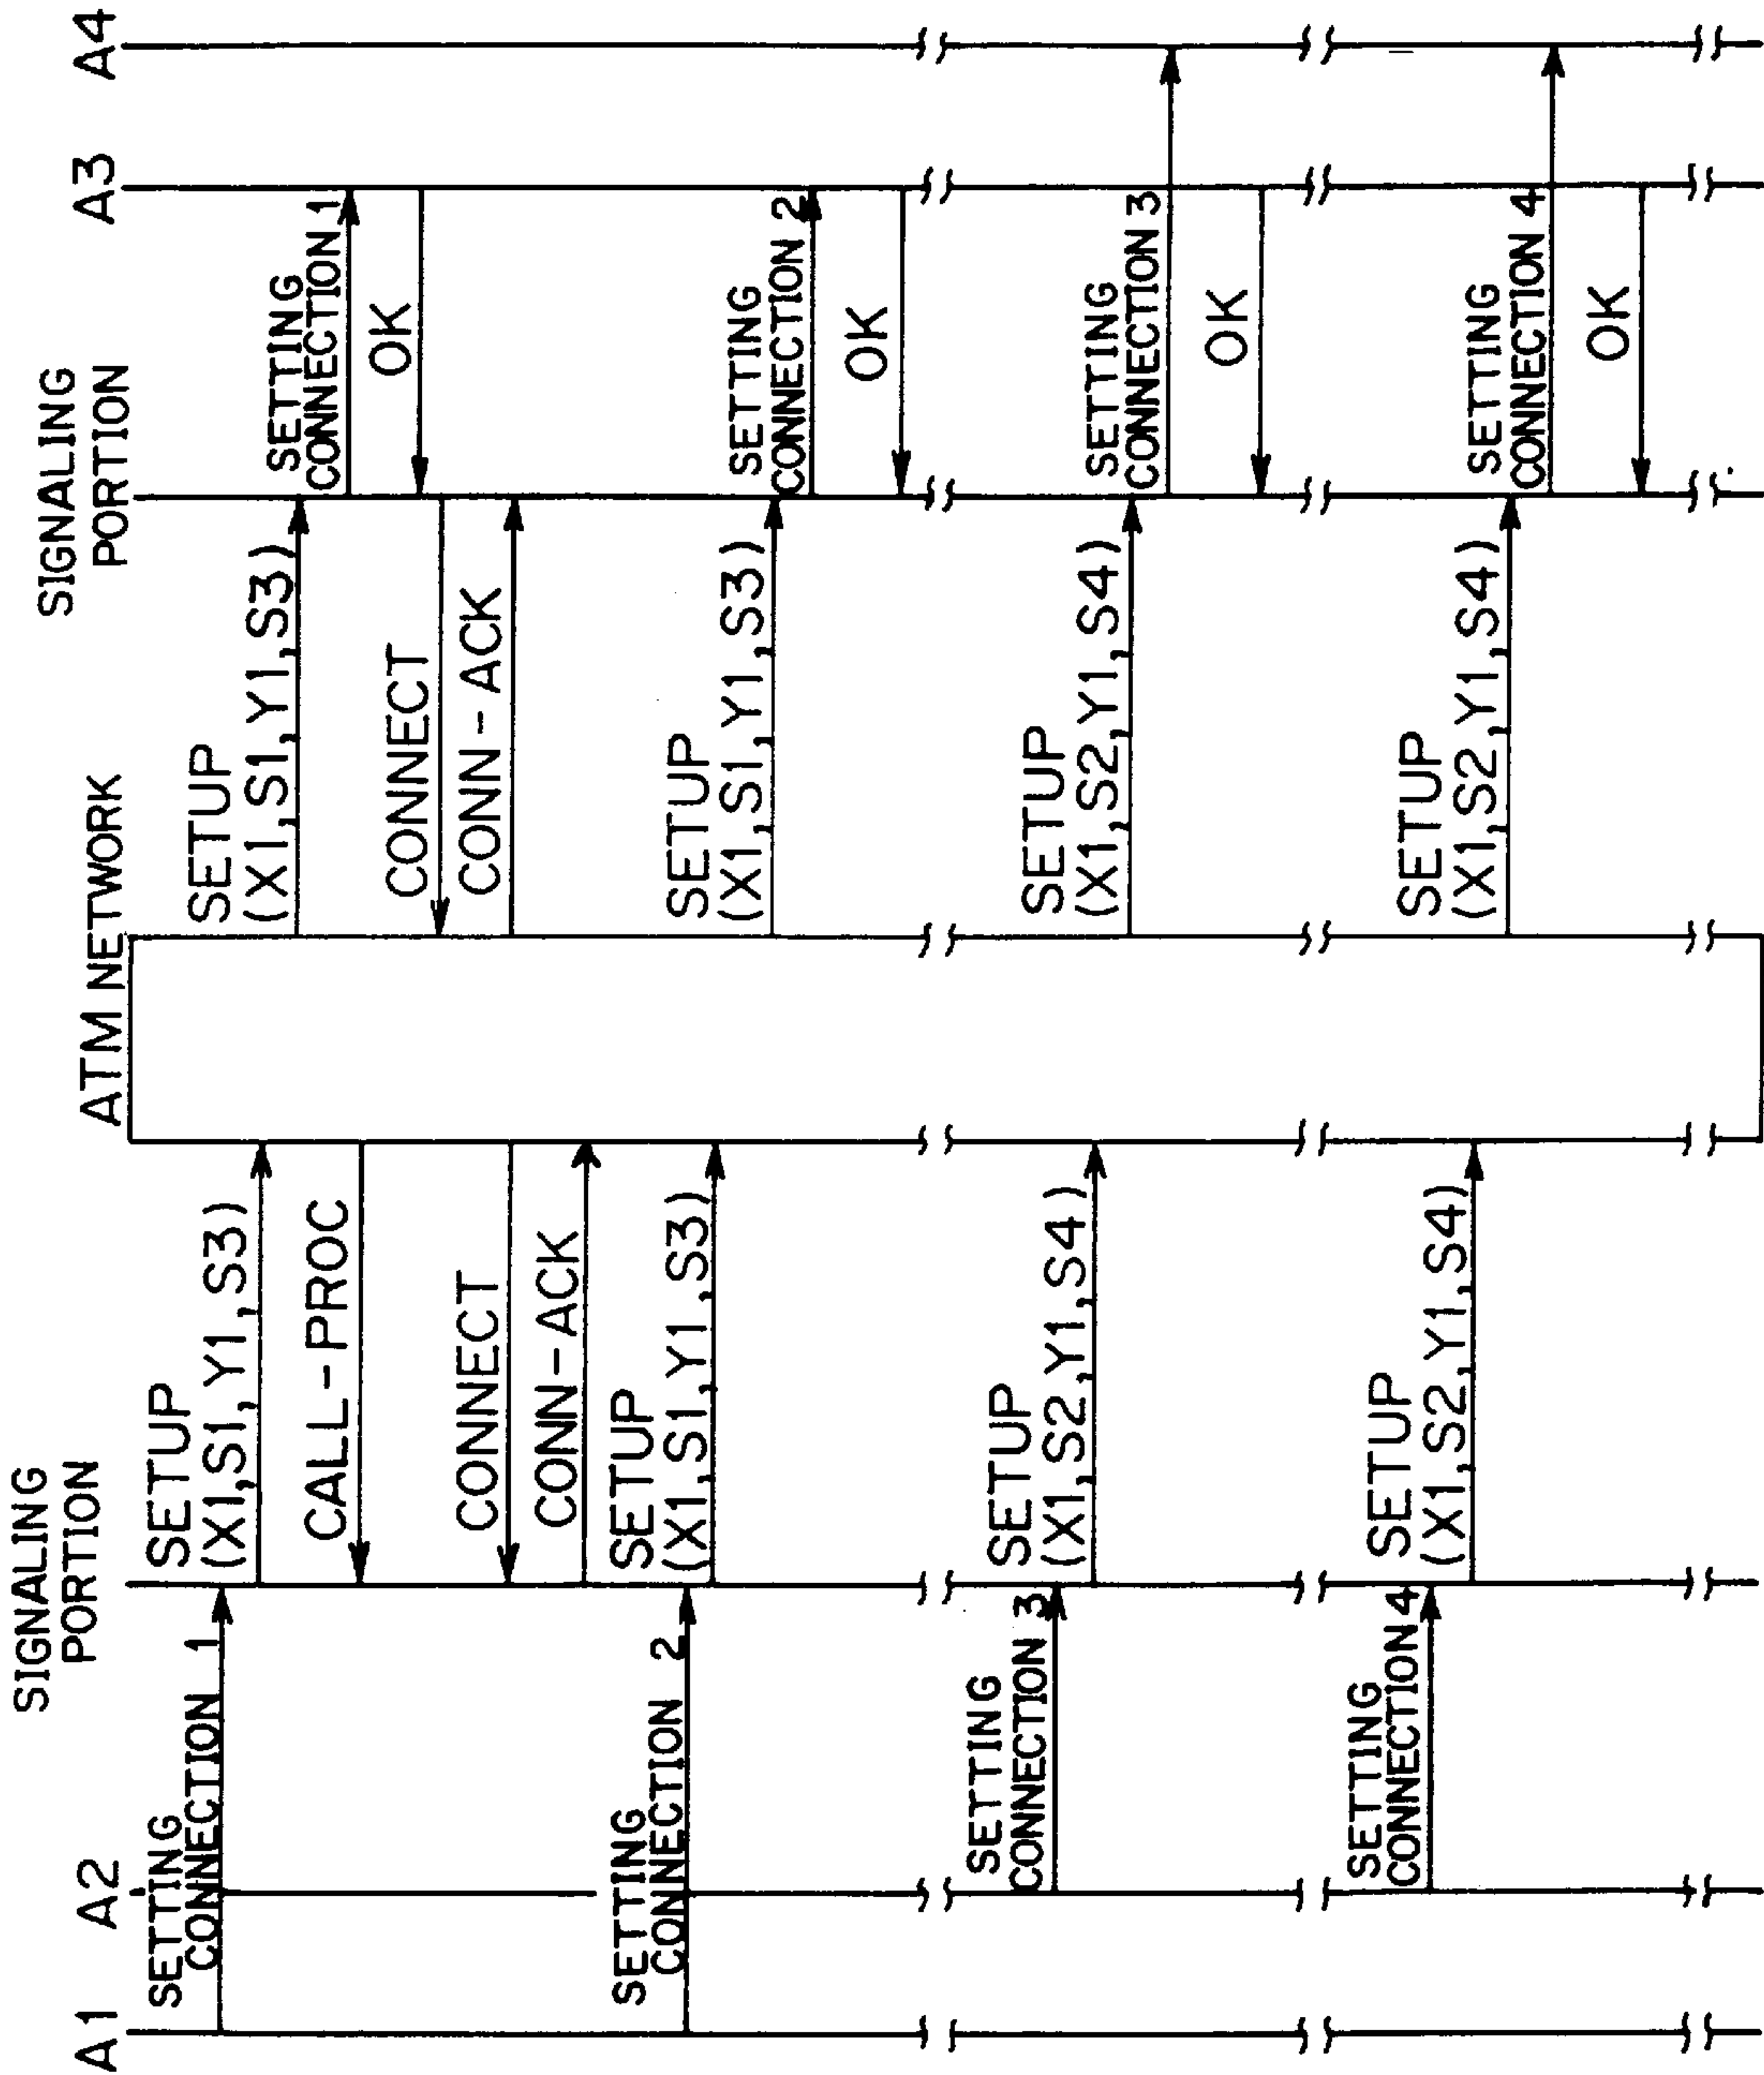 A1
A2
SIGNALING
PORTION
ATM NETWORK
SIGNALING
PORTION
A3
A4
SETTING
CONNECTION 1
SETUP
(X1,S1,Y1,S3)
SETUP
(X1,S1,Y1,S3)
SETTING
CONNECTION 1
CALL-PROC
OK
CONNECT
CONNECT
CONN-ACK
CONN-ACK
SETTING
CONNECTION 2
SETUP
(X1,S1,Y1,S3)
SETUP
(X1,S1,Y1,S3)
SETTING
CONNECTION 2
OK
SETTING
CONNECTION 3
SETUP
(X1,S2,Y1,S4)
SETUP
(X1,S2,Y1,S4)
SETTING
CONNECTION 3
OK
SETTING
CONNECTION 4
SETUP
(X1,S2,Y1,S4)
SETUP
(X1,S2,Y1,S4)
SETTING
CONNECTION 4
OK